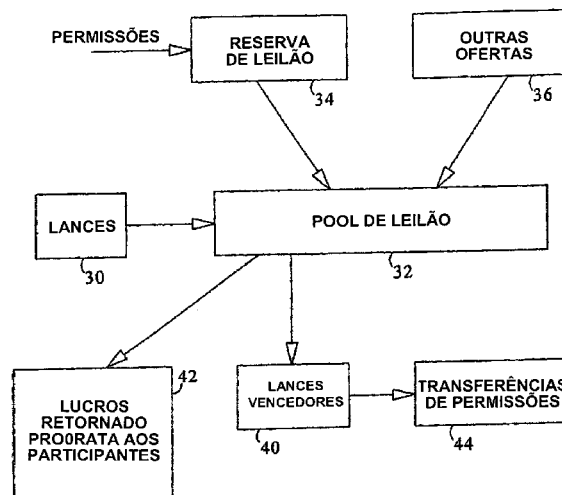 PERMISSÕES
RESERVA
DE LEILÃO
34
OUTRAS
OFERTAS
36
LANCES
30
POOL DE LEILÃO
32
42
LUCROS
RETORNADO
PRO0RATA AOS
PARTICIPANTES
LANCES
VENCEDORES
40
TRANSFERÊNCIAS
DE PERMISSÕES
44